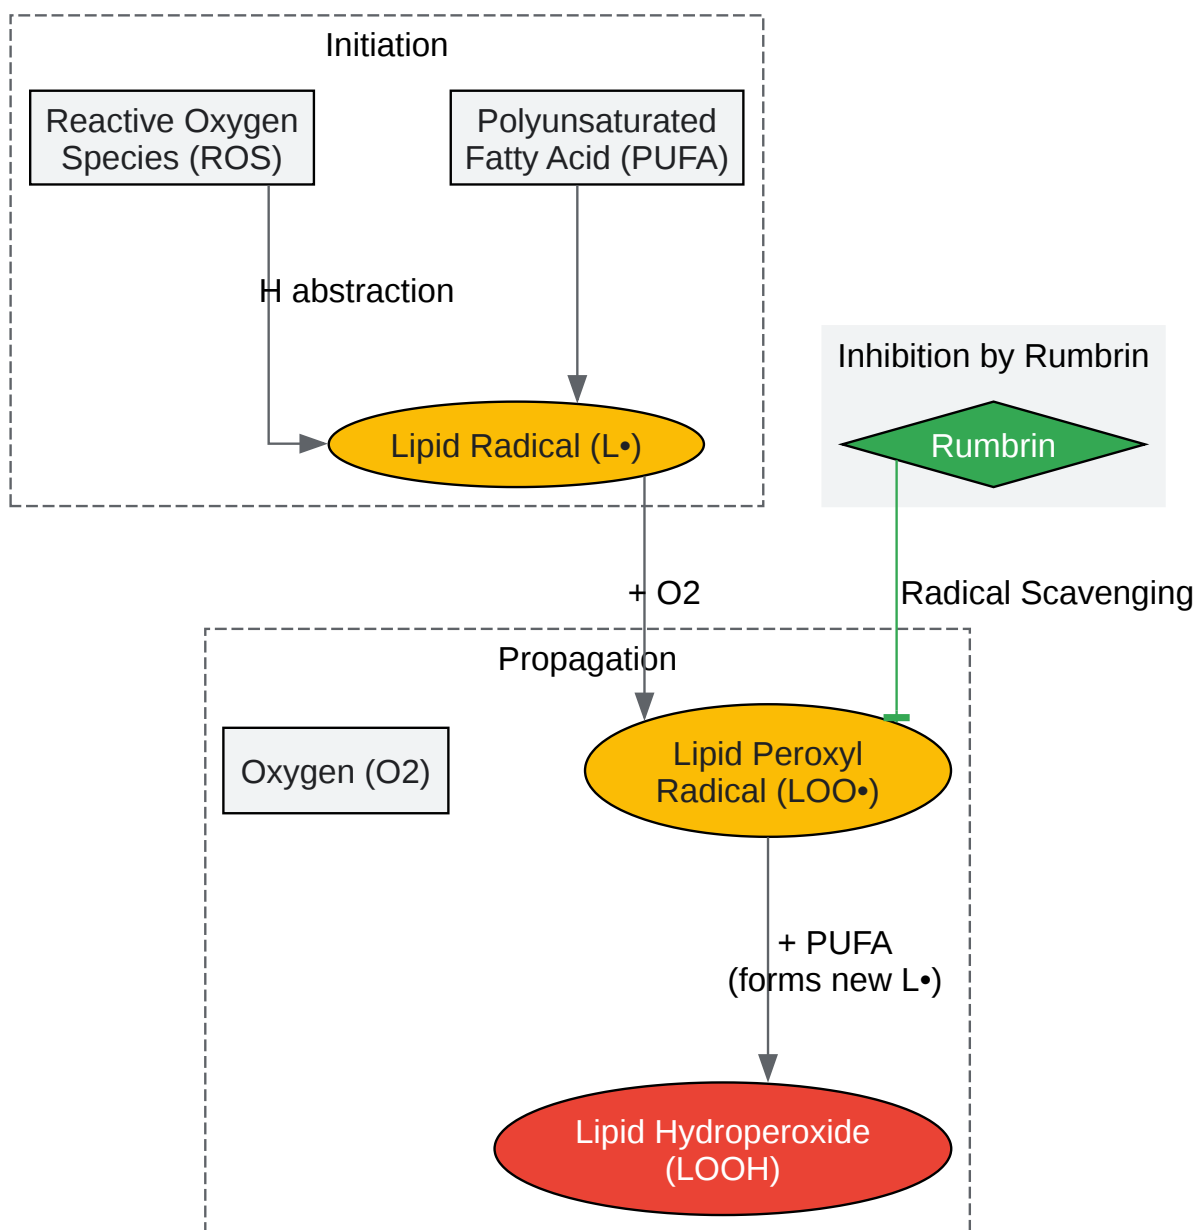 Initiation
Reactive Oxygen
Species (ROS)
Polyunsaturated
Fatty Acid (PUFA)
H abstraction
Lipid Radical (L•)
Inhibition by Rumbrin
Rumbrin
+ O2
Radical Scavenging
Propagation
Oxygen (O2)
Lipid Peroxyl
Radical (LOO•)
+ PUFA
(forms new L•)
Lipid Hydroperoxide
(LOOH)